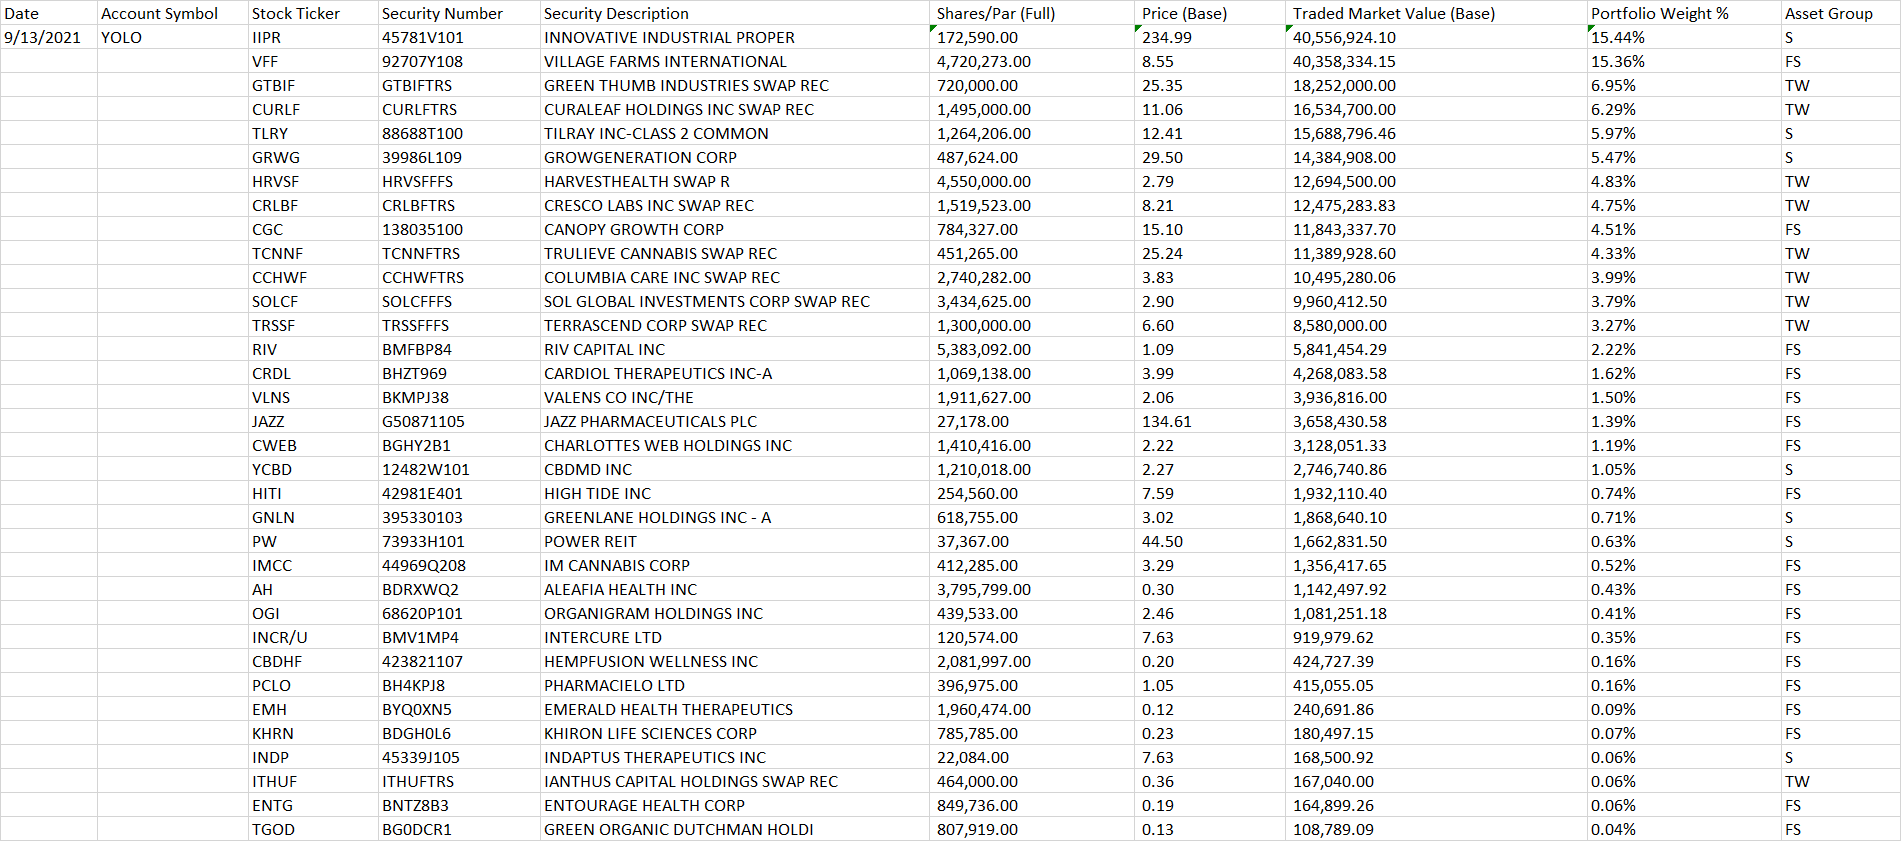 Date Account Symbol Stock Ticker Security Number Security Description Shares/Par (Full) Price (Base) Traded Market Value (Base) Portfolio Weight % Asset Group
9/13/2021 YOLO IIPR 45781V101 INNOVATIVE INDUSTRIAL PROPER 172,590.00 234.99 40,556,924.10 15.44% S
VFF 92707Y108 VILLAGE FARMS INTERNATIONAL 4,720,273.00 8.55 40,358,334.15 15.36% FS
GTBIF GTBIFTRS GREEN THUMB INDUSTRIES SWAP REC 720,000.00 25.35 18,252,000.00 6.95% TW
CURLF CURLFTRS CURALEAF HOLDINGS INC SWAP REC 1,495,000.00 11.06 16,534,700.00 6.29% TW
TLRY 88688T100 TILRAY INC-CLASS 2 COMMON 1,264,206.00 12.41 15,688,796.46 5.97% S
GRWG 39986L109 GROWGENERATION CORP 487,624.00 29.50 14,384,908.00 5.47% S
HRVSF HRVSFFFS HARVESTHEALTH SWAP R 4,550,000.00 2.79 12,694,500.00 4.83% TW
CRLBF CRLBFTRS CRESCO LABS INC SWAP REC 1,519,523.00 8.21 12,475,283.83 4.75% TW
CGC 138035100 CANOPY GROWTH CORP 784,327.00 15.10 11,843,337.70 4.51% FS
TCNNF TCNNFTRS TRULIEVE CANNABIS SWAP REC 451,265.00 25.24 11,389,928.60 4.33% TW
CCHWF CCHWFTRS COLUMBIA CARE INC SWAP REC 2,740,282.00 3.83 10,495,280.06 3.99% TW
SOLCF SOLCFFFS SOL GLOBAL INVESTMENTS CORP SWAP REC 3,434,625.00 2.90 9,960,412.50 3.79% TW
TRSSF TRSSFFFS TERRASCEND CORP SWAP REC 1,300,000.00 6.60 8,580,000.00 3.27% TW
RIV BMFBP84 RIV CAPITAL INC 5,383,092.00 1.09 5,841,454.29 2.22% FS
CRDL BHZT969 CARDIOL THERAPEUTICS INC-A 1,069,138.00 3.99 4,268,083.58 1.62% FS
VLNS BKMPJ38 VALENS CO INC/THE 1,911,627.00 2.06 3,936,816.00 1.50% FS
JAZZ G50871105 JAZZ PHARMACEUTICALS PLC 27,178.00 134.61 3,658,430.58 1.39% FS
CWEB BGHY2B1 CHARLOTTES WEB HOLDINGS INC 1,410,416.00 2.22 3,128,051.33 1.19% FS
YCBD 12482W101 CBDMD INC 1,210,018.00 2.27 2,746,740.86 1.05% S
HITI 42981E401 HIGH TIDE INC 254,560.00 7.59 1,932,110.40 0.74% FS
GNLN 395330103 GREENLANE HOLDINGS INC - A 618,755.00 3.02 1,868,640.10 0.71% S
PW 73933H101 POWER REIT 37,367.00 44.50 1,662,831.50 0.63% S
IMCC 44969Q208 IM CANNABIS CORP 412,285.00 3.29 1,356,417.65 0.52% FS
AH BDRXWQ2 ALEAFIA HEALTH INC 3,795,799.00 0.30 1,142,497.92 0.43% FS
OGI 68620P101 ORGANIGRAM HOLDINGS INC 439,533.00 2.46 1,081,251.18 0.41% FS
INCR/U BMV1MP4 INTERCURE LTD 120,574.00 7.63 919,979.62 0.35% FS
CBDHF 423821107 HEMPFUSION WELLNESS INC 2,081,997.00 0.20 424,727.39 0.16% FS
PCLO BH4KPJ8 PHARMACIELO LTD 396,975.00 1.05 415,055.05 0.16% FS
EMH BYQ0XN5 EMERALD HEALTH THERAPEUTICS 1,960,474.00 0.12 240,691.86 0.09% FS
KHRN BDGH0L6 KHIRON LIFE SCIENCES CORP 785,785.00 0.23 180,497.15 0.07% FS
INDP 45339J105 INDAPTUS THERAPEUTICS INC 22,084.00 7.63 168,500.92 0.06% S
ITHUF ITHUFTRS IANTHUS CAPITAL HOLDINGS SWAP REC 464,000.00 0.36 167,040.00 0.06% TW
ENTG BNTZ8B3 ENTOURAGE HEALTH CORP 849,736.00 0.19 164,899.26 0.06% FS
TGOD BG0DCR1 GREEN ORGANIC DUTCHMAN HOLDI 807,919.00 0.13 108,789.09 0.04% FS